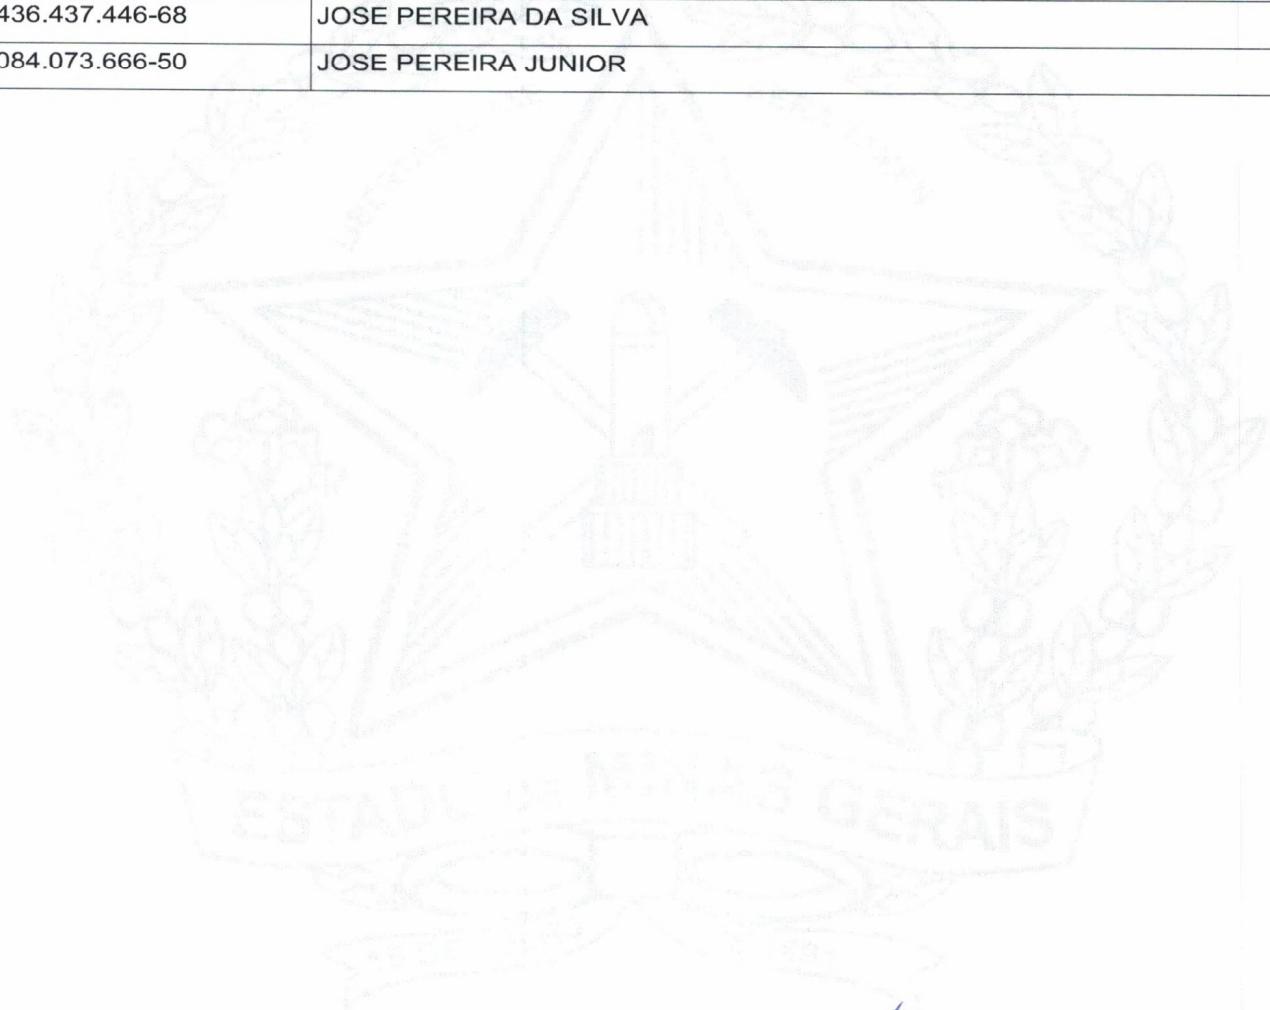 436.437.446-68 JOSE PEREIRA DA SILVA
084.073.666-50 JOSE PEREIRA JUNIOR
ESTADO DE MINAS GERAIS